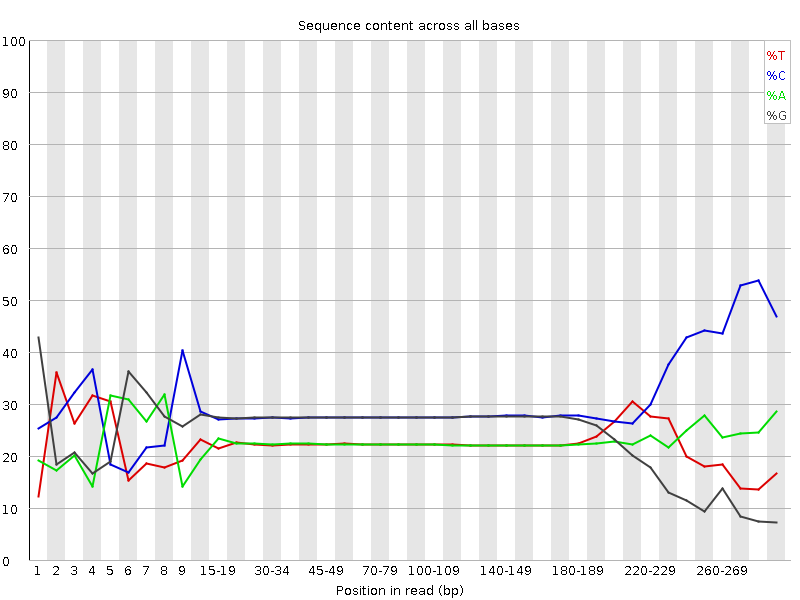 Sequence content across all bases
100
90
80
70
60
50
40
30
20
10
0
%T
%C
%A
%G
1 2 3 4 5 6 7 8 9 15-19 30-34 45-49 70-79 100-109 140-149 180-189 220-229 260-269
Position in read (bp)